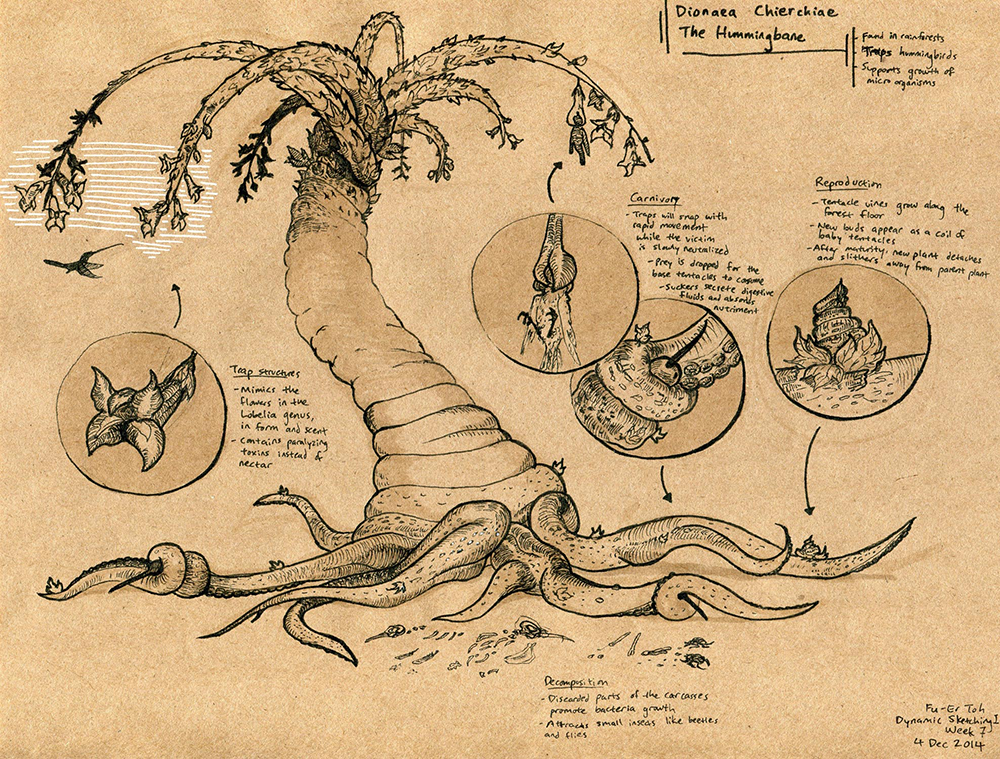 Dionaea Chierchiae
The Hummingbane
- Found in rainforests
- Traps hummingbirds
- Supports growth of
micro organisms
Reproduction
- Tentacle vines grow along the
forest floor
- New buds appear as a coil of
baby tentacles
- After maturity, new plant detaches
and slithers away from parent plant
Carnivory
- Traps will snap with
rapid movement
while the victim
is slowly neutralized
- Prey is dropped for the
base tentacles to consume
- Suckers secrete digestive
fluids and absorbs
nutriment
Trap structures
- Mimics the
flowers in the
Lobelia genus,
in form and scent
- contains paralyzing
toxins instead of
nectar
Decomposition
- Discarded parts of the carcasses
promote bacteria growth
- Attracts small insects like beetles
and flies
Fu-Er Toh
Dynamic Sketching I
Week 7
4 Dec 2014